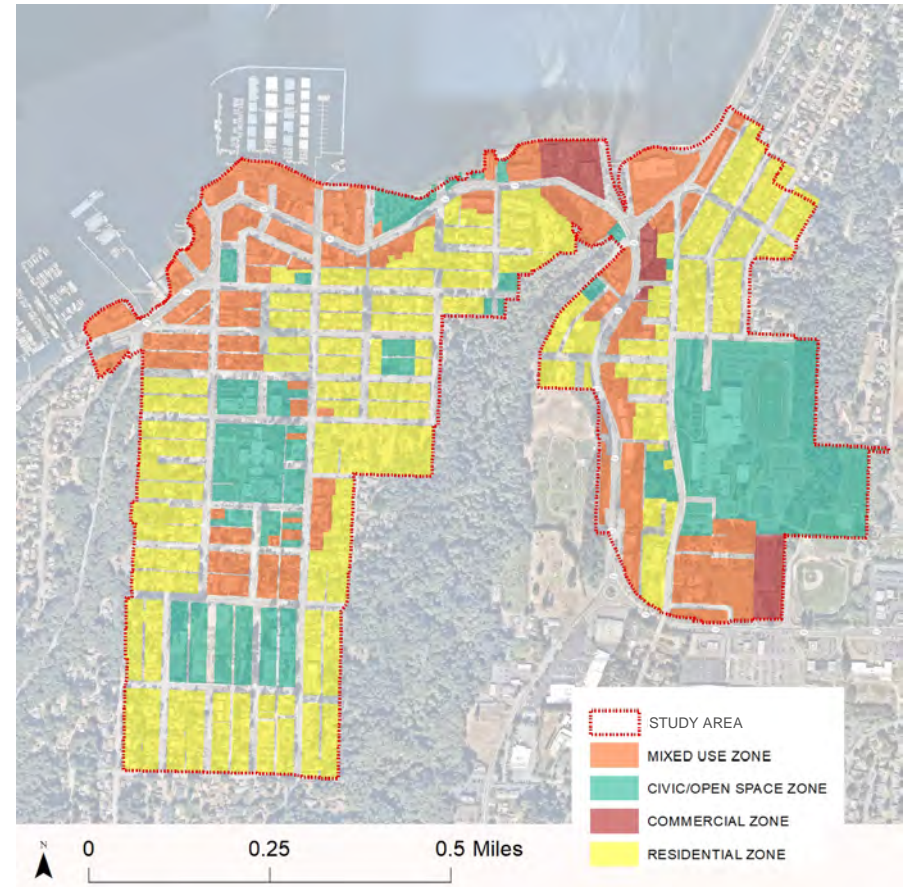 STUDY AREA
MIXED USE ZONE
CIVIC/OPEN SPACE ZONE
COMMERCIAL ZONE
RESIDENTIAL ZONE
N
0 0.25 0.5 Miles